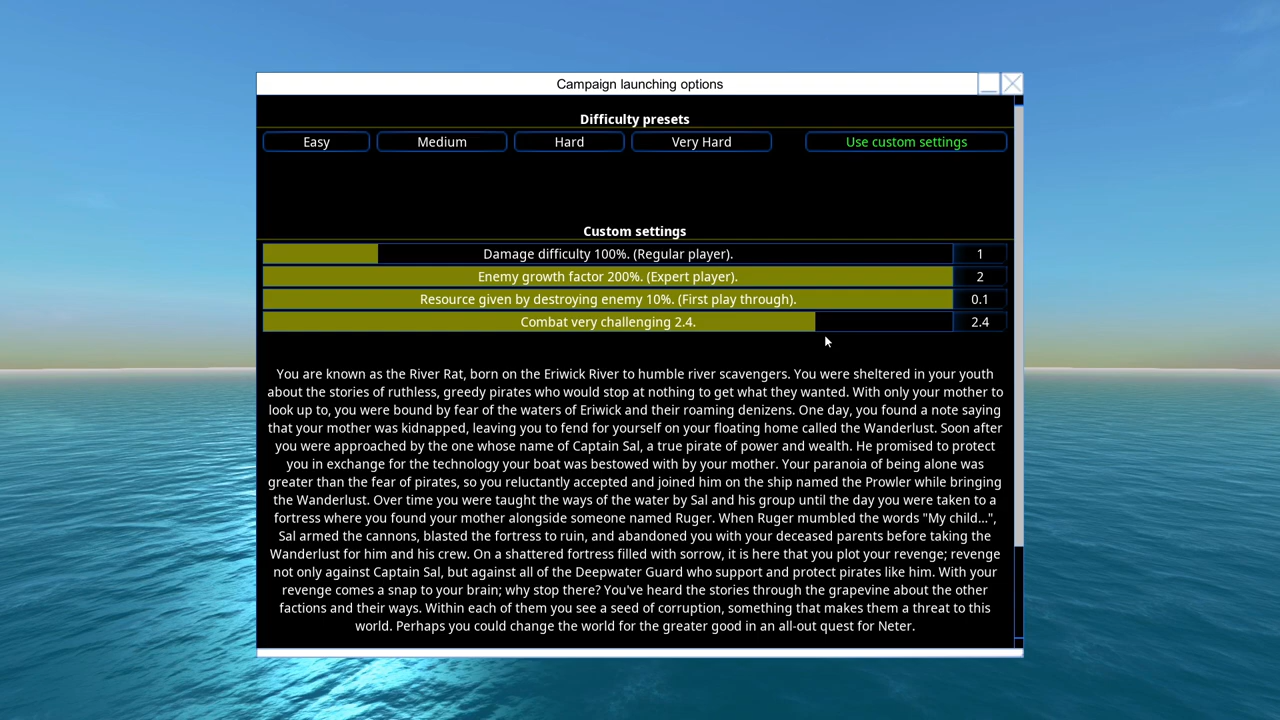 Campaign launching options
Difficulty presets
Easy Medium Hard Very Hard Use custom settings
Custom settings
Damage difficulty 100%. (Regular player). 1
Enemy growth factor 200%. (Expert player). 2
Resource given by destroying enemy 10%. (First play through). 0.1
Combat very challenging 2.4. 2.4
You are known as the River Rat, born on the Eriwick River to humble river scavengers. You were sheltered in your youth
about the stories of ruthless, greedy pirates who would stop at nothing to get what they wanted. With only your mother to
look up to, you were bound by fear of the waters of Eriwick and their roaming denizens. One day, you found a note saying
that your mother was kidnapped, leaving you to fend for yourself on your floating home called the Wanderlust. Soon after
you were approached by the one whose name of Captain Sal, a true pirate of power and wealth. He promised to protect
you in exchange for the technology your boat was bestowed with by your mother. Your paranoia of being alone was
greater than the fear of pirates, so you reluctantly accepted and joined him on the ship named the Prowler while bringing
the Wanderlust. Over time you were taught the ways of the water by Sal and his group until the day you were taken to a
fortress where you found your mother alongside someone named Ruger. When Ruger mumbled the words "My child...",
Sal armed the cannons, blasted the fortress to ruin, and abandoned you with your deceased parents before taking the
Wanderlust for him and his crew. On a shattered fortress filled with sorrow, it is here that you plot your revenge; revenge
not only against Captain Sal, but against all of the Deepwater Guard who support and protect pirates like him. With your
revenge comes a snap to your brain; why stop there? You've heard the stories through the grapevine about the other
factions and their ways. Within each of them you see a seed of corruption, something that makes them a threat to this
world. Perhaps you could change the world for the greater good in an all-out quest for Neter.